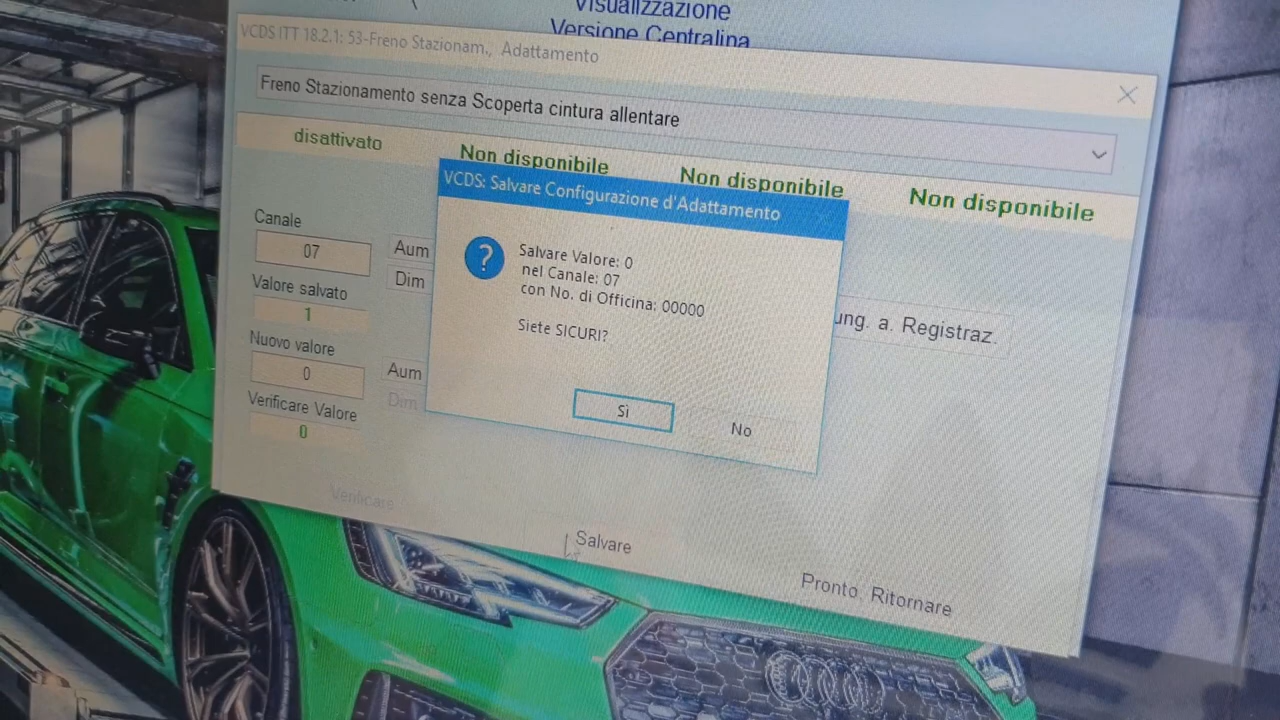 Visualizzazione
Versione Centralina
VCDS ITT 18.2.1: 53-Freno Stazionam., Adattamento
Freno Stazionamento senza Scoperta cintura allentare
disattivato
Non disponibile
Non disponibile
Non disponibile
VCDS: Salvare Configurazione d'Adattamento
Canale
07
Aum
Dim
Valore salvato
1
Nuovo valore
0
Aum
Dim
Verificare Valore
0
Salvare Valore: 0
nel Canale: 07
con No. di Officina: 00000
Siete SICURI?
Sì
No
ung. a. Registraz.
Verificare
Salvare
Pronto, Ritornare